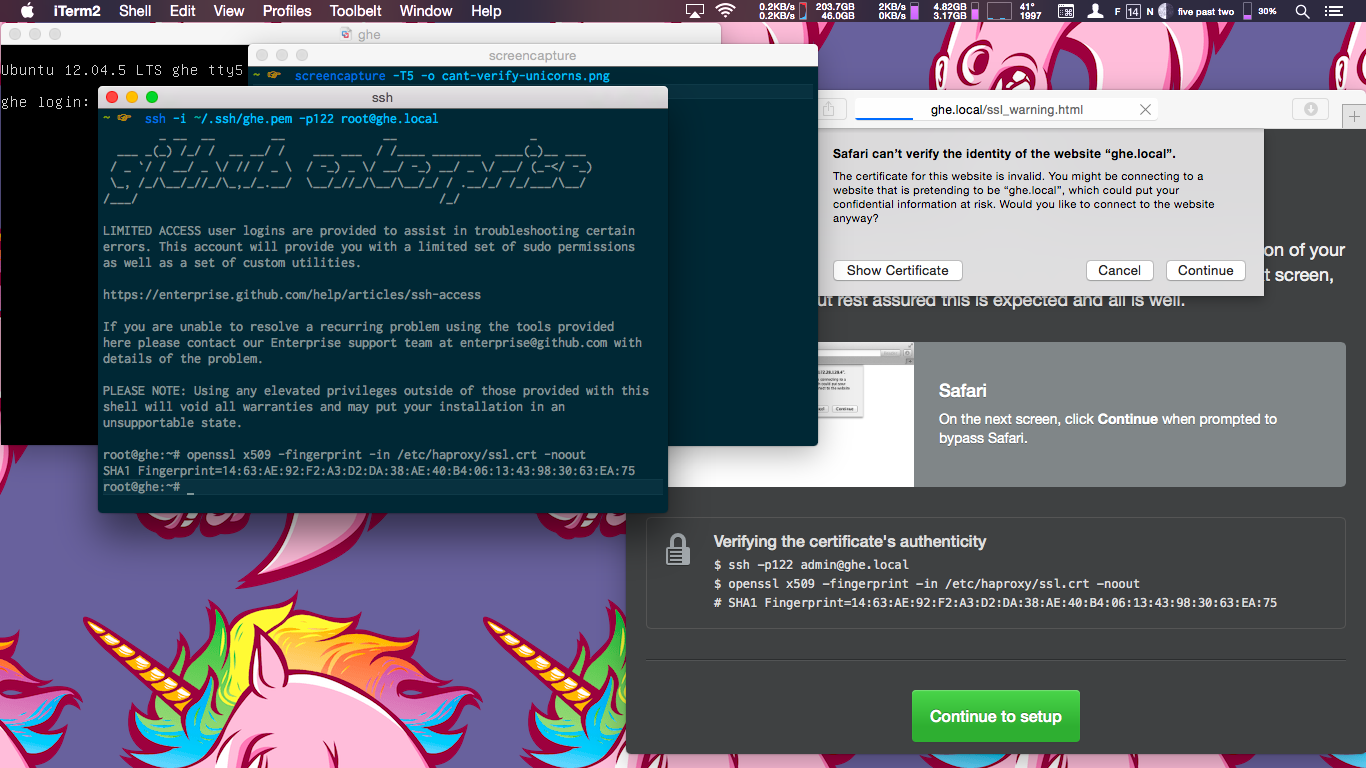 iTerm2 Shell Edit View Profiles Toolbelt Window Help
0.2KB/s 0.2KB/s 203.7GB 46.0GB 2KB/s 0KB/s 4.82GB 3.17GB 41° 1997 F 14 N five past two 30%
ghe
Ubuntu 12.04.5 LTS ghe tty5
ghe login:
screencapture
~ screencapture -T5 -o cant-verify-unicorns.png
ssh
~ ssh -i ~/.ssh/ghe.pem -p122 root@ghe.local
github enterprise
LIMITED ACCESS user logins are provided to assist in troubleshooting certain
errors. This account will provide you with a limited set of sudo permissions
as well as a set of custom utilities.
https://enterprise.github.com/help/articles/ssh-access
If you are unable to resolve a recurring problem using the tools provided
here please contact our Enterprise support team at enterprise@github.com with
details of the problem.
PLEASE NOTE: Using any elevated privileges outside of those provided with this
shell will void all warranties and may put your installation in an
unsupportable state.
root@ghe:~# openssl x509 -fingerprint -in /etc/haproxy/ssl.crt -noout
SHA1 Fingerprint=14:63:AE:92:F2:A3:D2:DA:38:AE:40:B4:06:13:43:98:30:63:EA:75
root@ghe:~#
ghe.local/ssl_warning.html
Safari can't verify the identity of the website “ghe.local”.
The certificate for this website is invalid. You might be connecting to a
website that is pretending to be “ghe.local”, which could put your
confidential information at risk. Would you like to connect to the website
anyway?
Show Certificate Cancel Continue
on of your
t screen,
ut rest assured this is expected and all is well.
Safari
On the next screen, click Continue when prompted to
bypass Safari.
Verifying the certificate's authenticity
$ ssh -p122 admin@ghe.local
$ openssl x509 -fingerprint -in /etc/haproxy/ssl.crt -noout
# SHA1 Fingerprint=14:63:AE:92:F2:A3:D2:DA:38:AE:40:B4:06:13:43:98:30:63:EA:75
Continue to setup